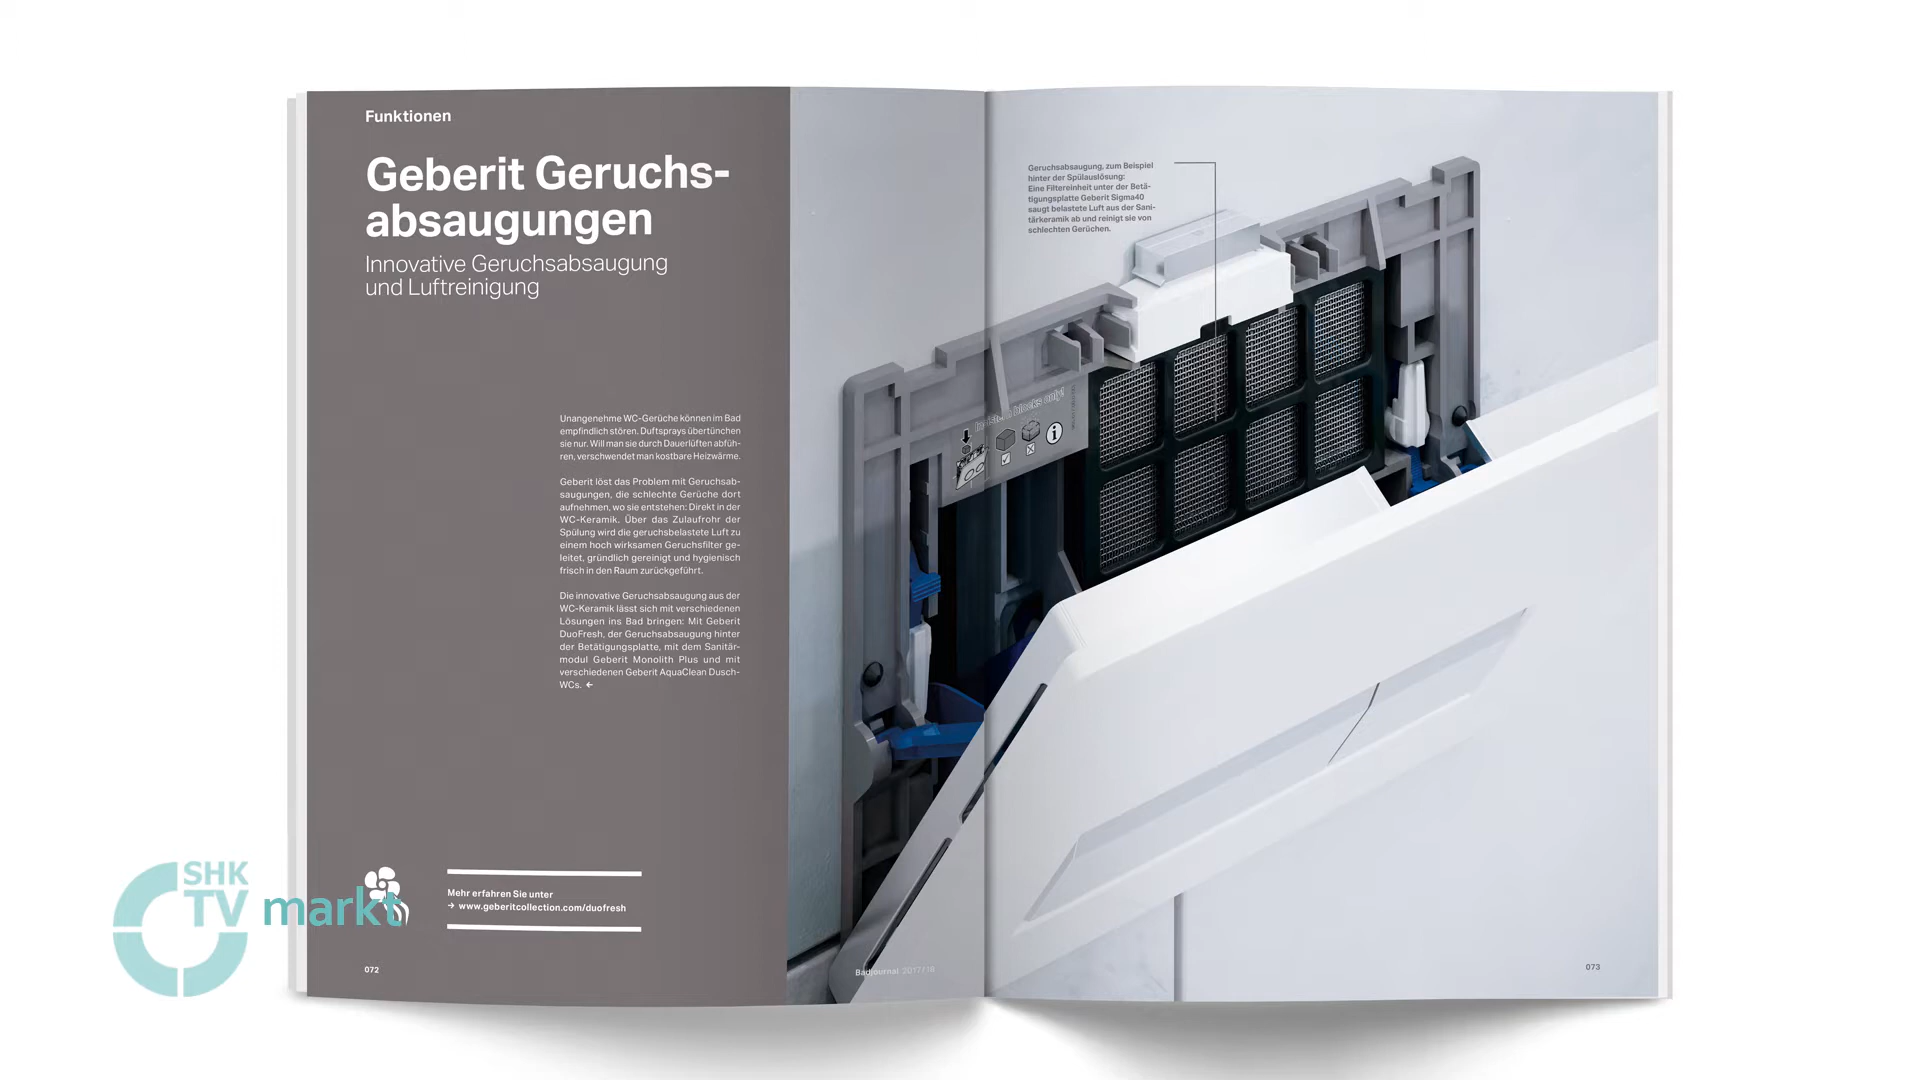 Funktionen
Geberit Geruchs-
absaugungen
Innovative Geruchsabsaugung
und Luftreinigung
Unangenehme WC-Gerüche können im Bad
empfindlich stören. Duftsprays übertünchen
sie nur. Will man sie durch Dauerlüften abfüh-
ren, verschwendet man kostbare Heizwärme.
Geberit löst das Problem mit Geruchsab-
saugungen, die schlechte Gerüche dort
aufnehmen, wo sie entstehen: Direkt in der
WC-Keramik. Über das Zulaufrohr der
Spülung wird die geruchsbelastete Luft zu
einem hoch wirksamen Geruchsfilter ge-
leitet, gründlich gereinigt und hygienisch
frisch in den Raum zurückgeführt.
Die innovative Geruchsabsaugung aus der
WC-Keramik lässt sich mit verschiedenen
Lösungen ins Bad bringen: Mit Geberit
DuoFresh, der Geruchsabsaugung hinter
der Betätigungsplatte, mit dem Sanitär-
modul Geberit Monolith Plus und mit
verschiedenen Geberit AquaClean Dusch-
WCs. ←
Mehr erfahren Sie unter
→ www.geberitcollection.com/duofresh
072
Badjournal 2017/18
Geruchsabsaugung, zum Beispiel
hinter der Spülauslösung:
Eine Filtereinheit unter der Betä-
tigungsplatte Geberit Sigma40
saugt belastete Luft aus der Sani-
tärkeramik ab und reinigt sie von
schlechten Gerüchen.
blocks only!
073
SHK
TV markt